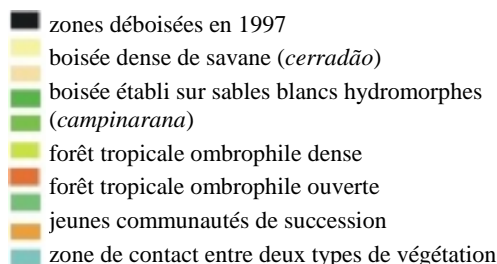 zones déboisées en 1997
boisée dense de savane (cerradão)
boisée établi sur sables blancs hydromorphes
(campinarana)
forêt tropicale ombrophile dense
forêt tropicale ombrophile ouverte
jeunes communautés de succession
zone de contact entre deux types de végétation